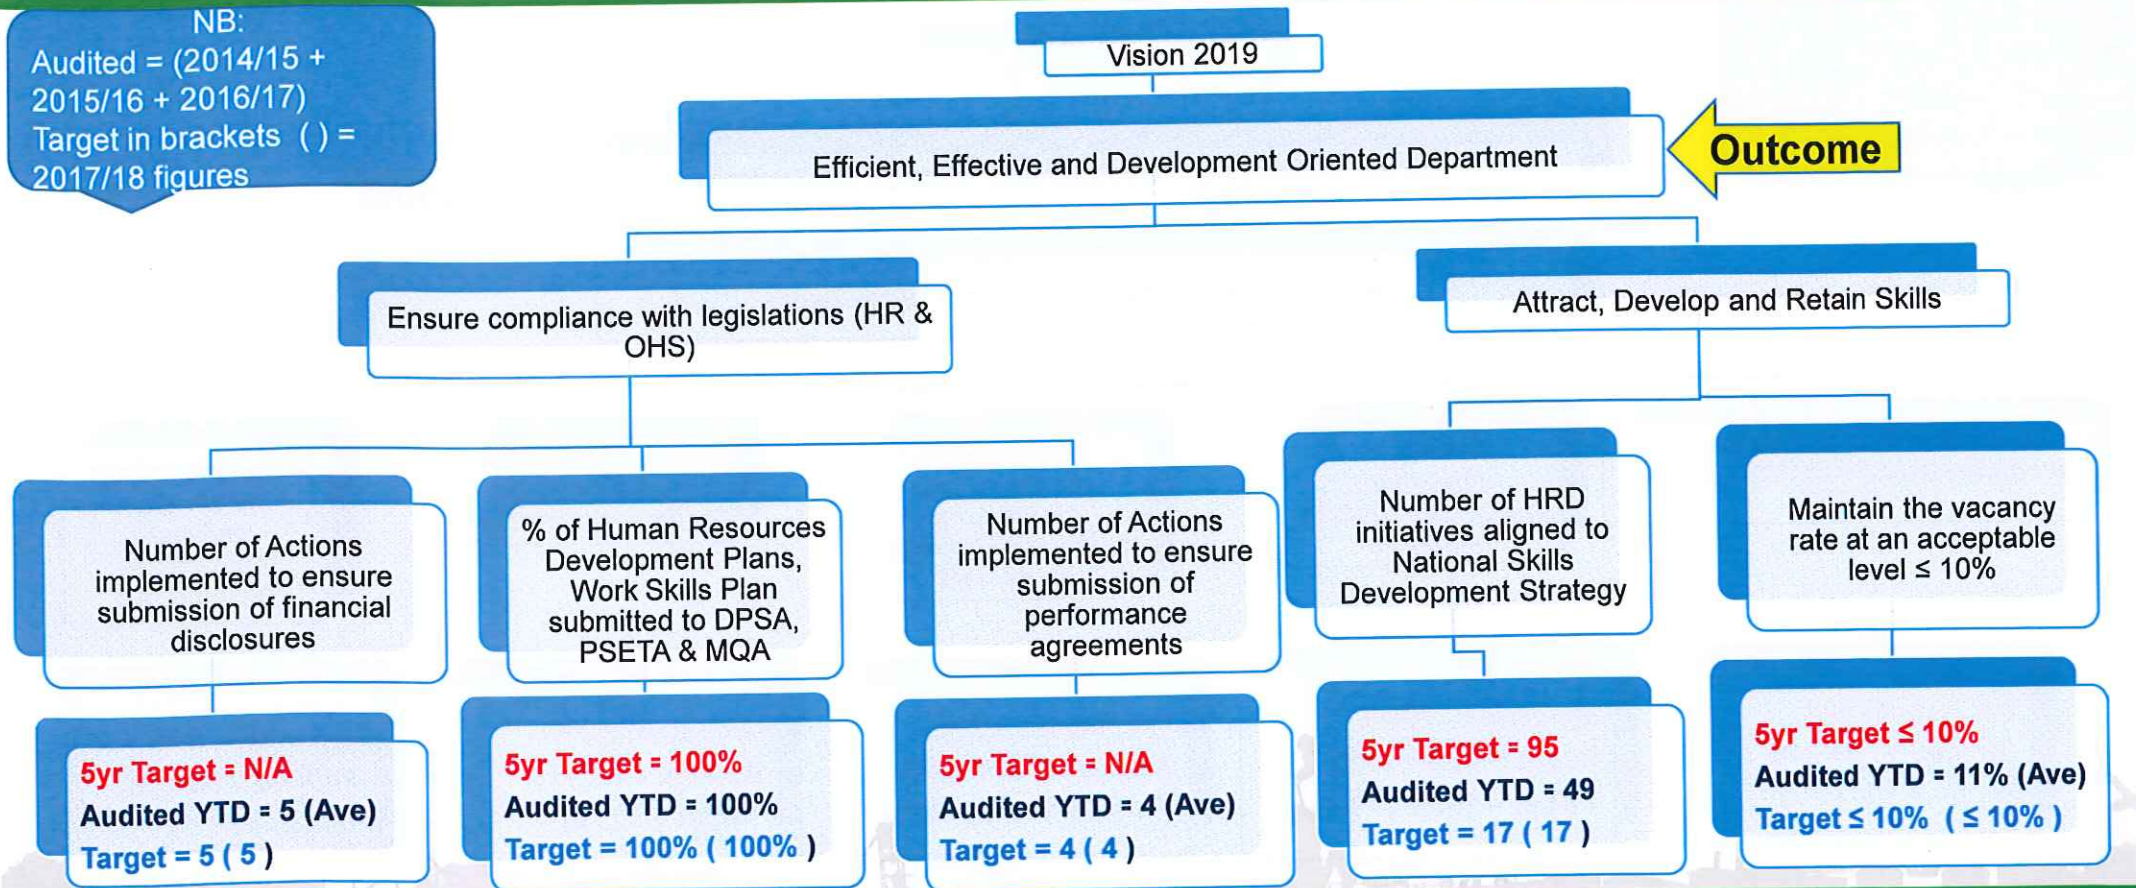 NB:
Audited = (2014/15 +
2015/16 + 2016/17)
Target in brackets ( ) =
2017/18 figures
Vision 2019
Efficient, Effective and Development Oriented Department
Outcome
Ensure compliance with legislations (HR &
OHS)
Attract, Develop and Retain Skills
Number of Actions
implemented to ensure
submission of financial
disclosures
% of Human Resources
Development Plans,
Work Skills Plan
submitted to DPSA,
PSETA & MQA
Number of Actions
implemented to ensure
submission of
performance
agreements
Number of HRD
initiatives aligned to
National Skills
Development Strategy
Maintain the vacancy
rate at an acceptable
level ≤ 10%
5yr Target = N/A
Audited YTD = 5 (Ave)
Target = 5 ( 5 )
5yr Target = 100%
Audited YTD = 100%
Target = 100% ( 100% )
5yr Target = N/A
Audited YTD = 4 (Ave)
Target = 4 ( 4 )
5yr Target = 95
Audited YTD = 49
Target = 17 ( 17 )
5yr Target ≤ 10%
Audited YTD = 11% (Ave)
Target ≤ 10% ( ≤ 10% )